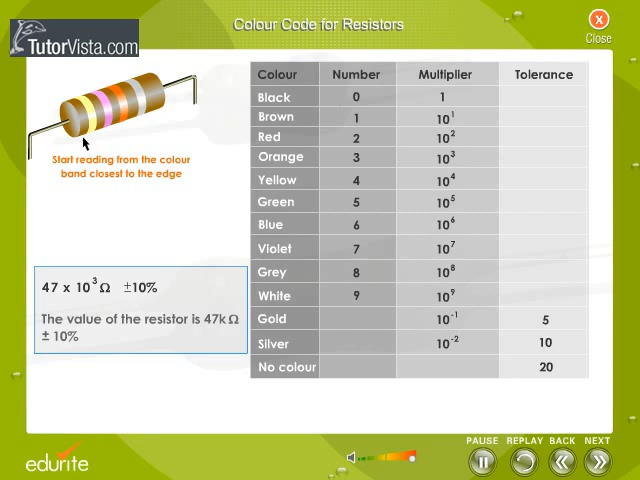 Colour Code for Resistors
X
Close
TutorVista.com
Start reading from the colour
band closest to the edge
Colour Number Multiplier Tolerance
Black 0 1
Brown 1 10¹
Red 2 10²
Orange 3 10³
Yellow 4 10⁴
Green 5 10⁵
Blue 6 10⁶
Violet 7 10⁷
Grey 8 10⁸
White 9 10⁹
Gold 10⁻¹ 5
Silver 10⁻² 10
No colour 20
47 x 10³ Ω ±10%
The value of the resistor is 47k Ω
± 10%
PAUSE REPLAY BACK NEXT
edurite